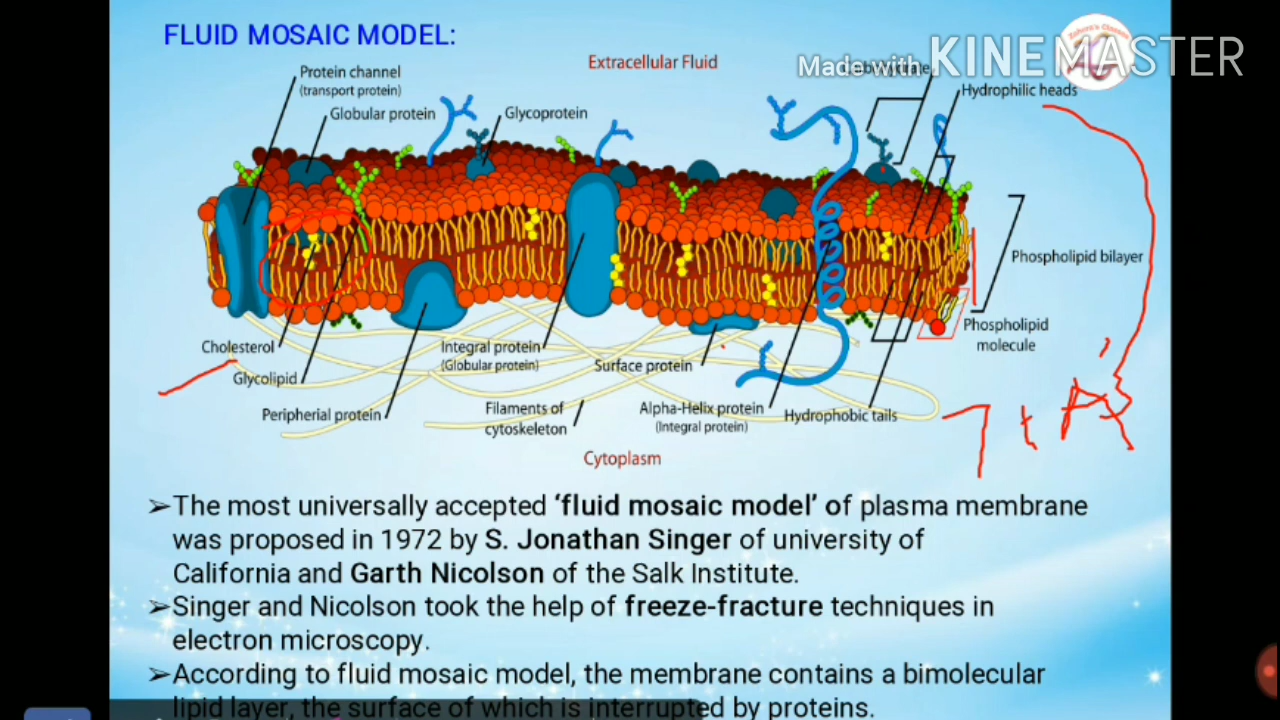 FLUID MOSAIC MODEL:
Extracellular Fluid
Made with KINEMASTER
Protein channel
(transport protein)
Globular protein
Glycoprotein
Hydrophilic heads
Phospholipid bilayer
Phospholipid
molecule
Cholesterol
Glycolipid
Peripherial protein
Integral protein
(Globular protein)
Filaments of
cytoskeleton
Surface protein
Alpha-Helix protein
(Integral protein)
Hydrophobic tails
Cytoplasm
➢The most universally accepted ‘fluid mosaic model’ of plasma membrane
was proposed in 1972 by S. Jonathan Singer of university of
California and Garth Nicolson of the Salk Institute.
➢Singer and Nicolson took the help of freeze-fracture techniques in
electron microscopy.
➢According to fluid mosaic model, the membrane contains a bimolecular
lipid layer, the surface of which is interrupted by proteins.